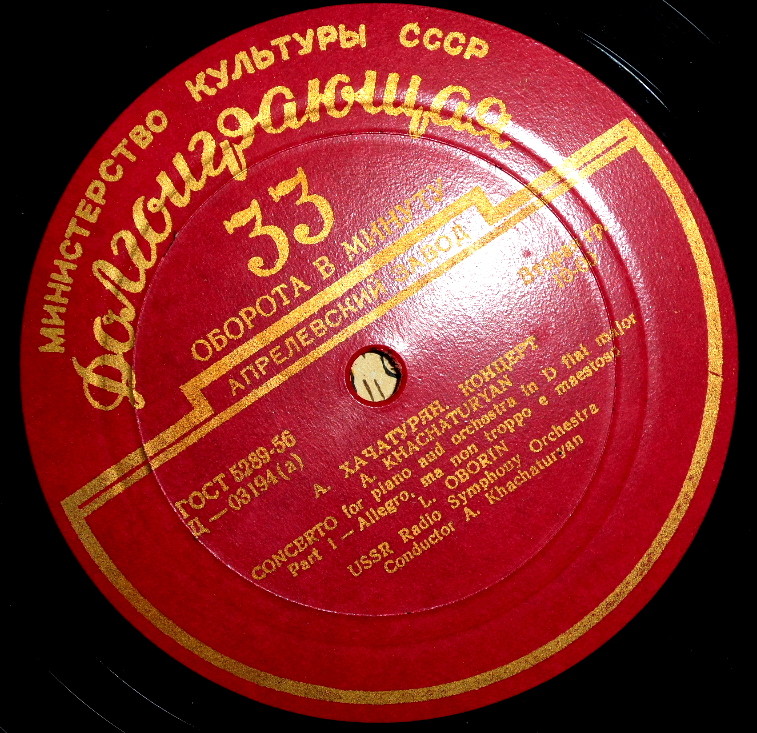 МИНИСТЕРСТВО КУЛЬТУРЫ СССР
Долгоиграющая
33
ОБОРОТА В МИНУТУ
АПРЕЛЕВСКИЙ ЗАВОД
ГОСТ 5289-56
Д—03194(а)
А. ХАЧАТУРЯН. КОНЦЕРТ
A. KHACHATURYAN
CONCERTO for piano and orchestra in D flat major
Part 1 — Allegro, ma non troppo e maestoso
L. OBORIN
USSR Radio Symphony Orchestra
Conductor A. Khachaturyan